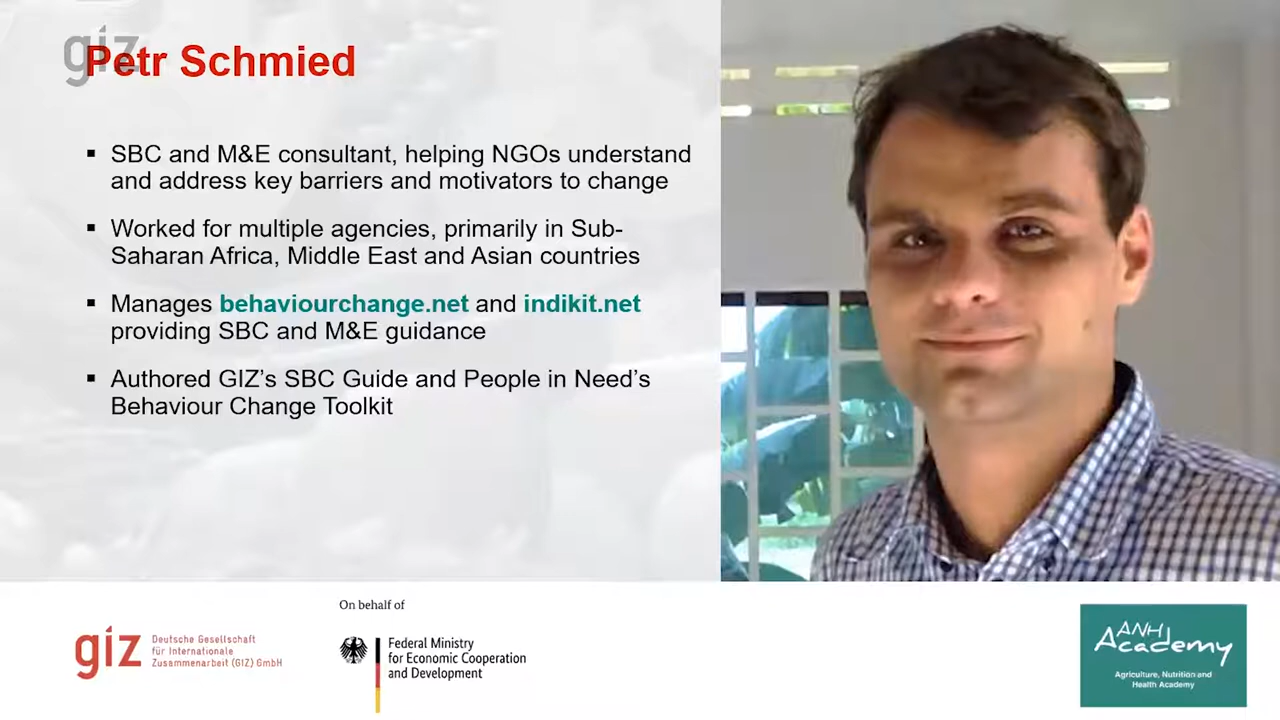 giz
Petr Schmied
▪ SBC and M&E consultant, helping NGOs understand
and address key barriers and motivators to change
▪ Worked for multiple agencies, primarily in Sub-
Saharan Africa, Middle East and Asian countries
▪ Manages behaviourchange.net and indikit.net
providing SBC and M&E guidance
▪ Authored GIZ’s SBC Guide and People in Need’s
Behaviour Change Toolkit
On behalf of
giz
Deutsche Gesellschaft
für Internationale
Zusammenarbeit (GIZ) GmbH
Federal Ministry
for Economic Cooperation
and Development
ANH
Academy
Agriculture, Nutrition and
Health Academy